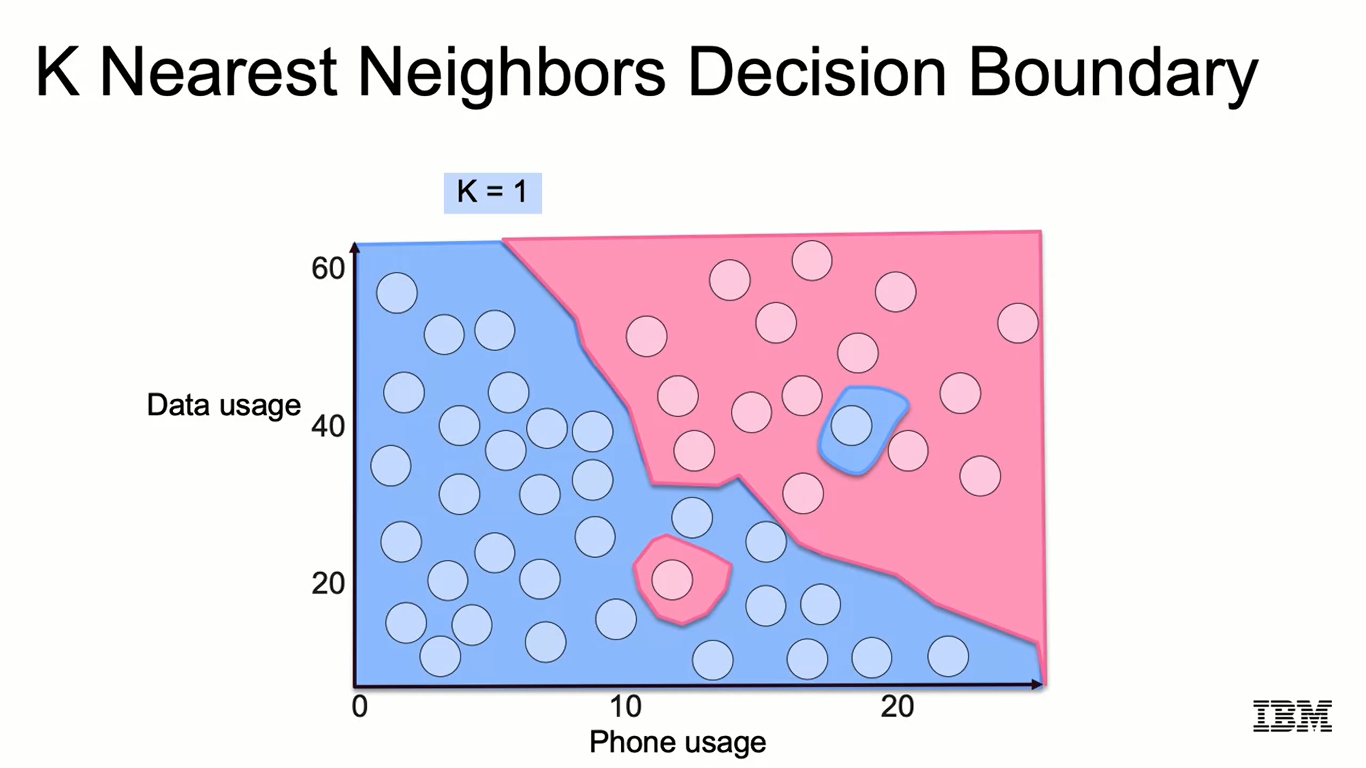 K Nearest Neighbors Decision Boundary
K = 1
60
Data usage
40
20
0
10
20
Phone usage
IBM